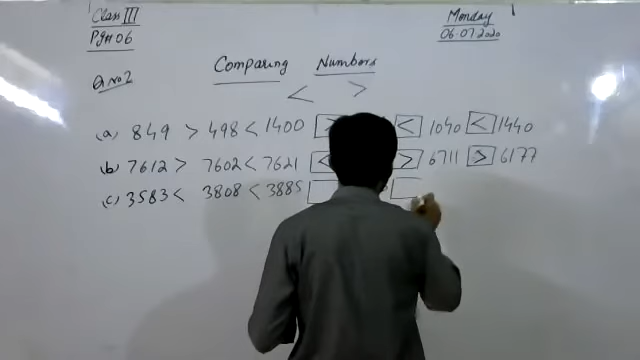 Class III
Pg# 06
Monday
06.07.2020
Comparing Numbers
Q no 2
< >
(a) 849 > 498 < 1400 < 1040 < 1440
(b) 7612 > 7602 < 7621 < > 6711 > 6177
(c) 3583 < 3808 < 3885